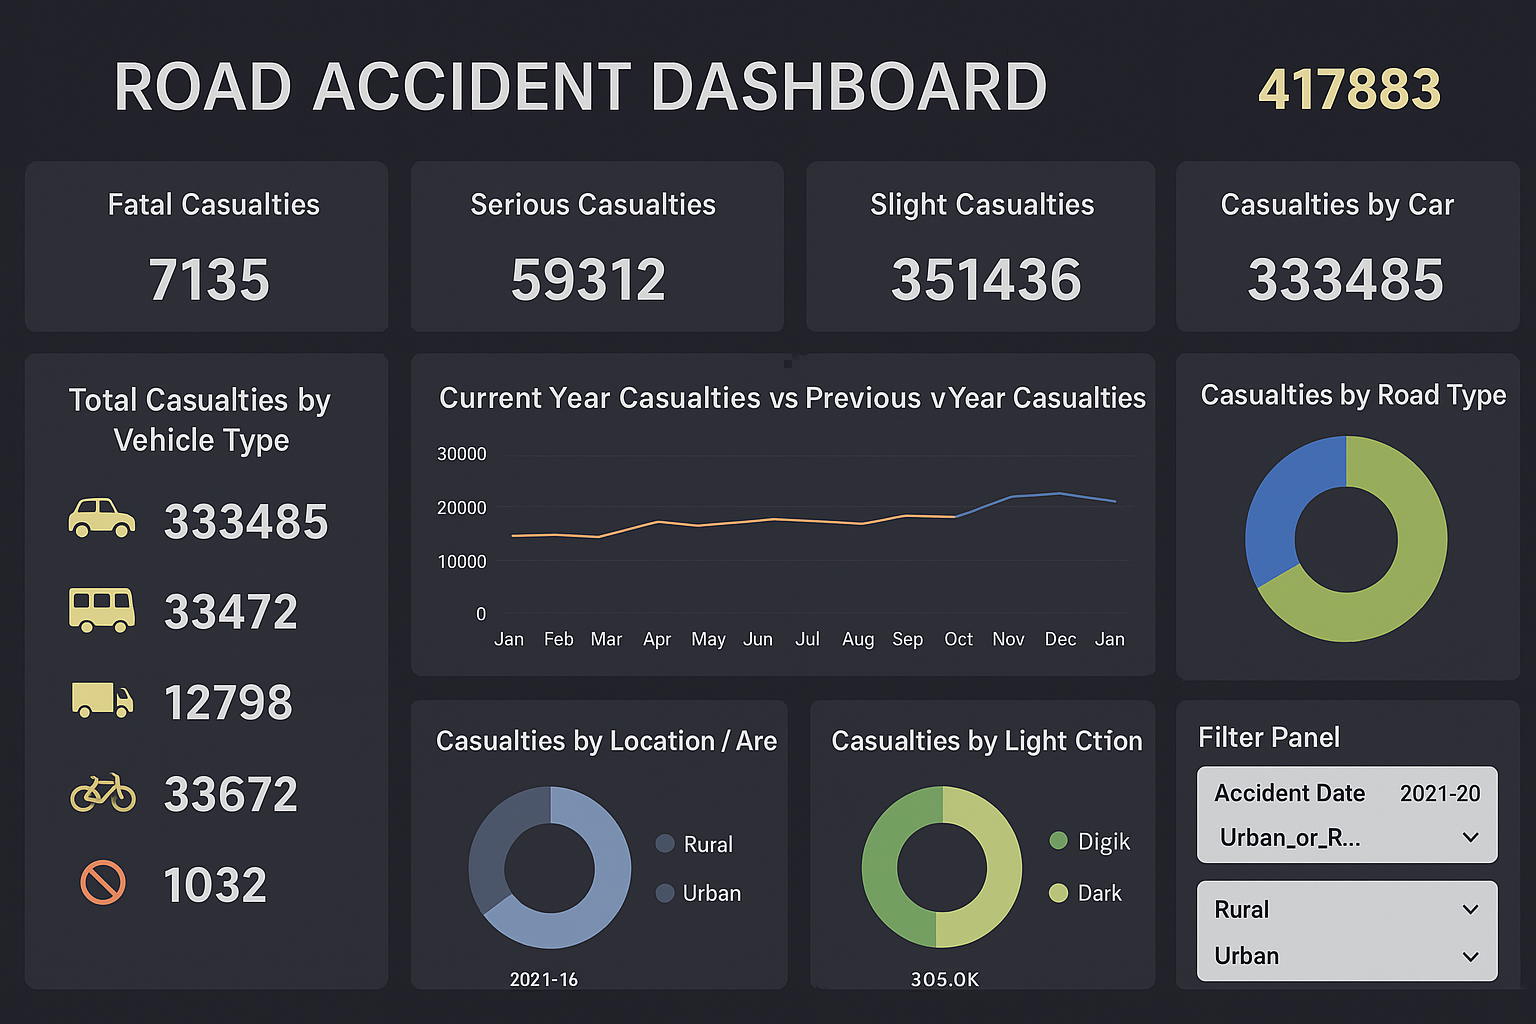 ROAD ACCIDENT DASHBOARD
417883
Fatal Casualties
7135
Serious Casualties
59312
Slight Casualties
351436
Casualties by Car
333485
Total Casualties by
Vehicle Type
333485
33472
12798
33672
1032
Current Year Casualties vs Previous vYear Casualties
30000
20000
10000
0
Jan Feb Mar Apr May Jun Jul Aug Sep Oct Nov Dec Jan
Casualties by Road Type
Casualties by Location / Are
Rural
Urban
2021-16
Casualties by Light Ction
Digik
Dark
305.0K
Filter Panel
Accident Date 2021-20
Urban_or_R...
Rural
Urban